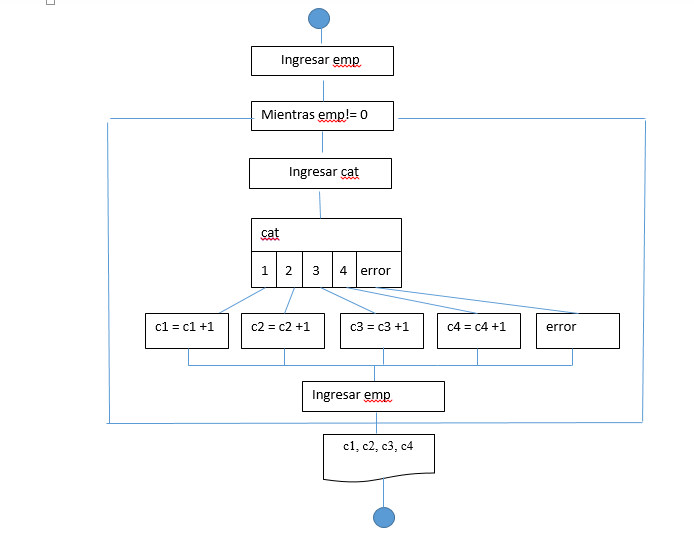 Ingresar emp
Mientras emp!= 0
Ingresar cat
cat
1 2 3 4 error
c1 = c1 +1 c2 = c2 +1 c3 = c3 +1 c4 = c4 +1 error
Ingresar emp
c1, c2, c3, c4